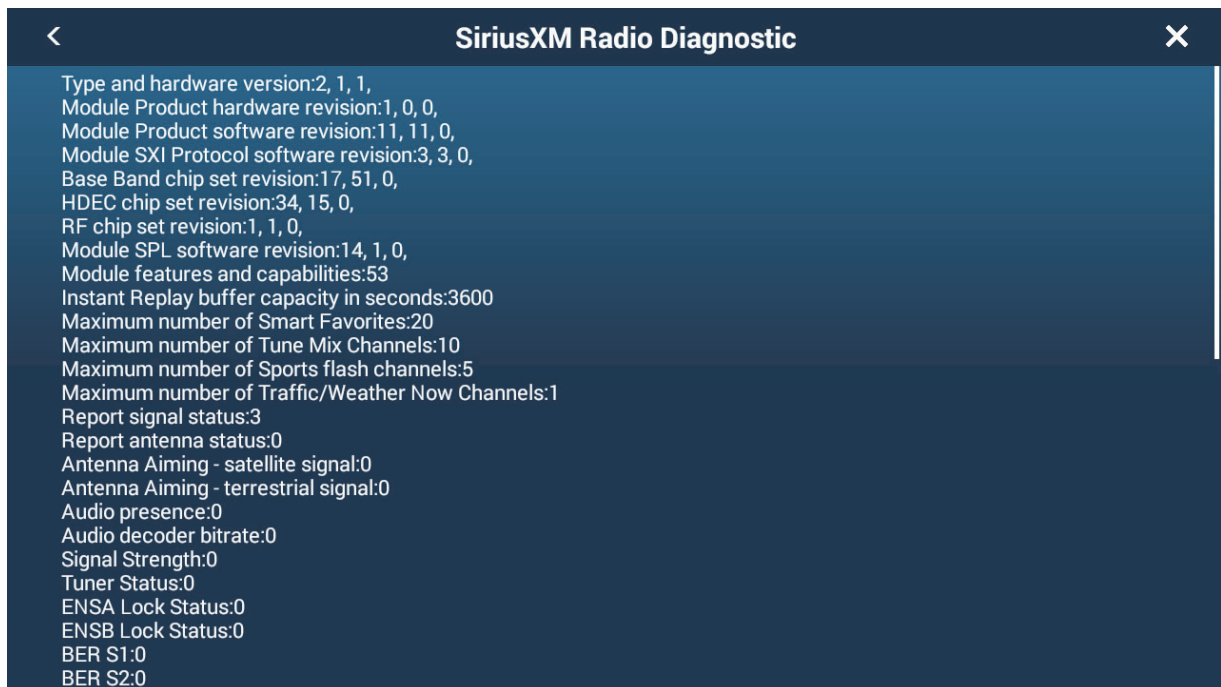 SiriusXM Radio Diagnostic
Type and hardware version:2, 1, 1,
Module Product hardware revision:1, 0, 0,
Module Product software revision:11, 11, 0,
Module SXI Protocol software revision:3, 3, 0,
Base Band chip set revision:17, 51, 0,
HDEC chip set revision:34, 15, 0,
RF chip set revision:1, 1, 0,
Module SPL software revision:14, 1, 0,
Module features and capabilities:53
Instant Replay buffer capacity in seconds:3600
Maximum number of Smart Favorites:20
Maximum number of Tune Mix Channels:10
Maximum number of Sports flash channels:5
Maximum number of Traffic/Weather Now Channels:1
Report signal status:3
Report antenna status:0
Antenna Aiming - satellite signal:0
Antenna Aiming - terrestrial signal:0
Audio presence:0
Audio decoder bitrate:0
Signal Strength:0
Tuner Status:0
ENSA Lock Status:0
ENSB Lock Status:0
BER S1:0
BER S2:0